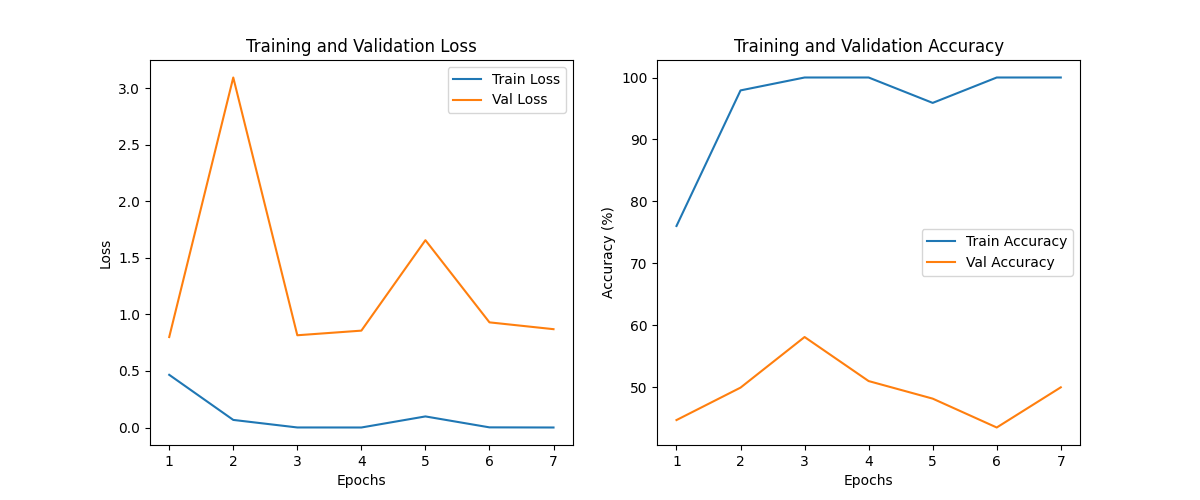 Training and Validation Loss
Train Loss
Val Loss
3.0
2.5
2.0
1.5
1.0
0.5
0.0
Loss
1 2 3 4 5 6 7
Epochs
Training and Validation Accuracy
100
90
80
70
60
50
Accuracy (%)
Train Accuracy
Val Accuracy
1 2 3 4 5 6 7
Epochs